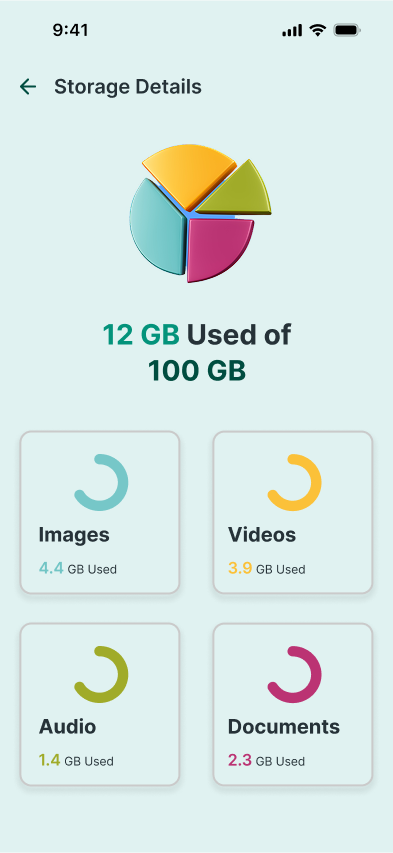 9:41
Storage Details
12 GB Used of
100 GB
Images
4.4 GB Used
Videos
3.9 GB Used
Audio
1.4 GB Used
Documents
2.3 GB Used